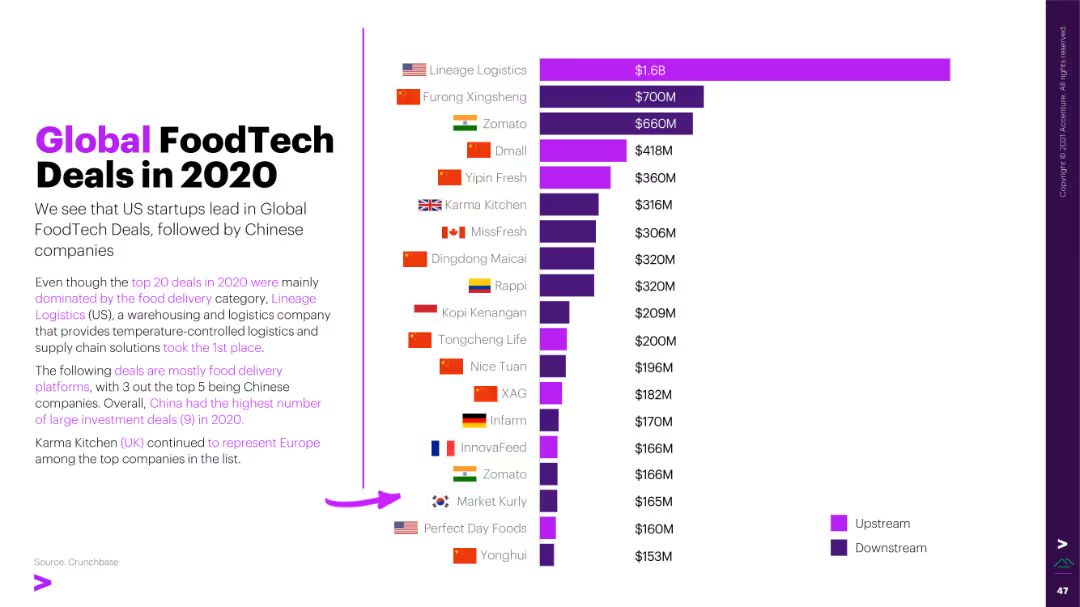 Global FoodTech
Deals in 2020
We see that US startups lead in Global
FoodTech Deals, followed by Chinese
companies
Even though the top 20 deals in 2020 were mainly
dominated by the food delivery category, Lineage
Logistics (US), a warehousing and logistics company
that provides temperature-controlled logistics and
supply chain solutions took the 1st place.
The following deals are mostly food delivery
platforms, with 3 out the top 5 being Chinese
companies. Overall, China had the highest number
of large investment deals (9) in 2020.
Karma Kitchen (UK) continued to represent Europe
among the top companies in the list.
Source. Crunchbase
Lineage Logistics $1.6B
Furong Xingsheng $700M
Zomato $660M
Dmall $418M
Yipin Fresh $360M
Karma Kitchen $316M
MissFresh $306M
Dingdong Maicai $320M
Rappi $320M
Kopi Kenangan $209M
Tongcheng Life $200M
Nice Tuan $196M
XAG $182M
Infarm $170M
InnovaFeed $166M
Zomato $166M
Market Kurly $165M
Perfect Day Foods $160M
Yonghui $153M
Upstream
Downstream
Copyright © 2021 Accenture. All rights reserved.
47